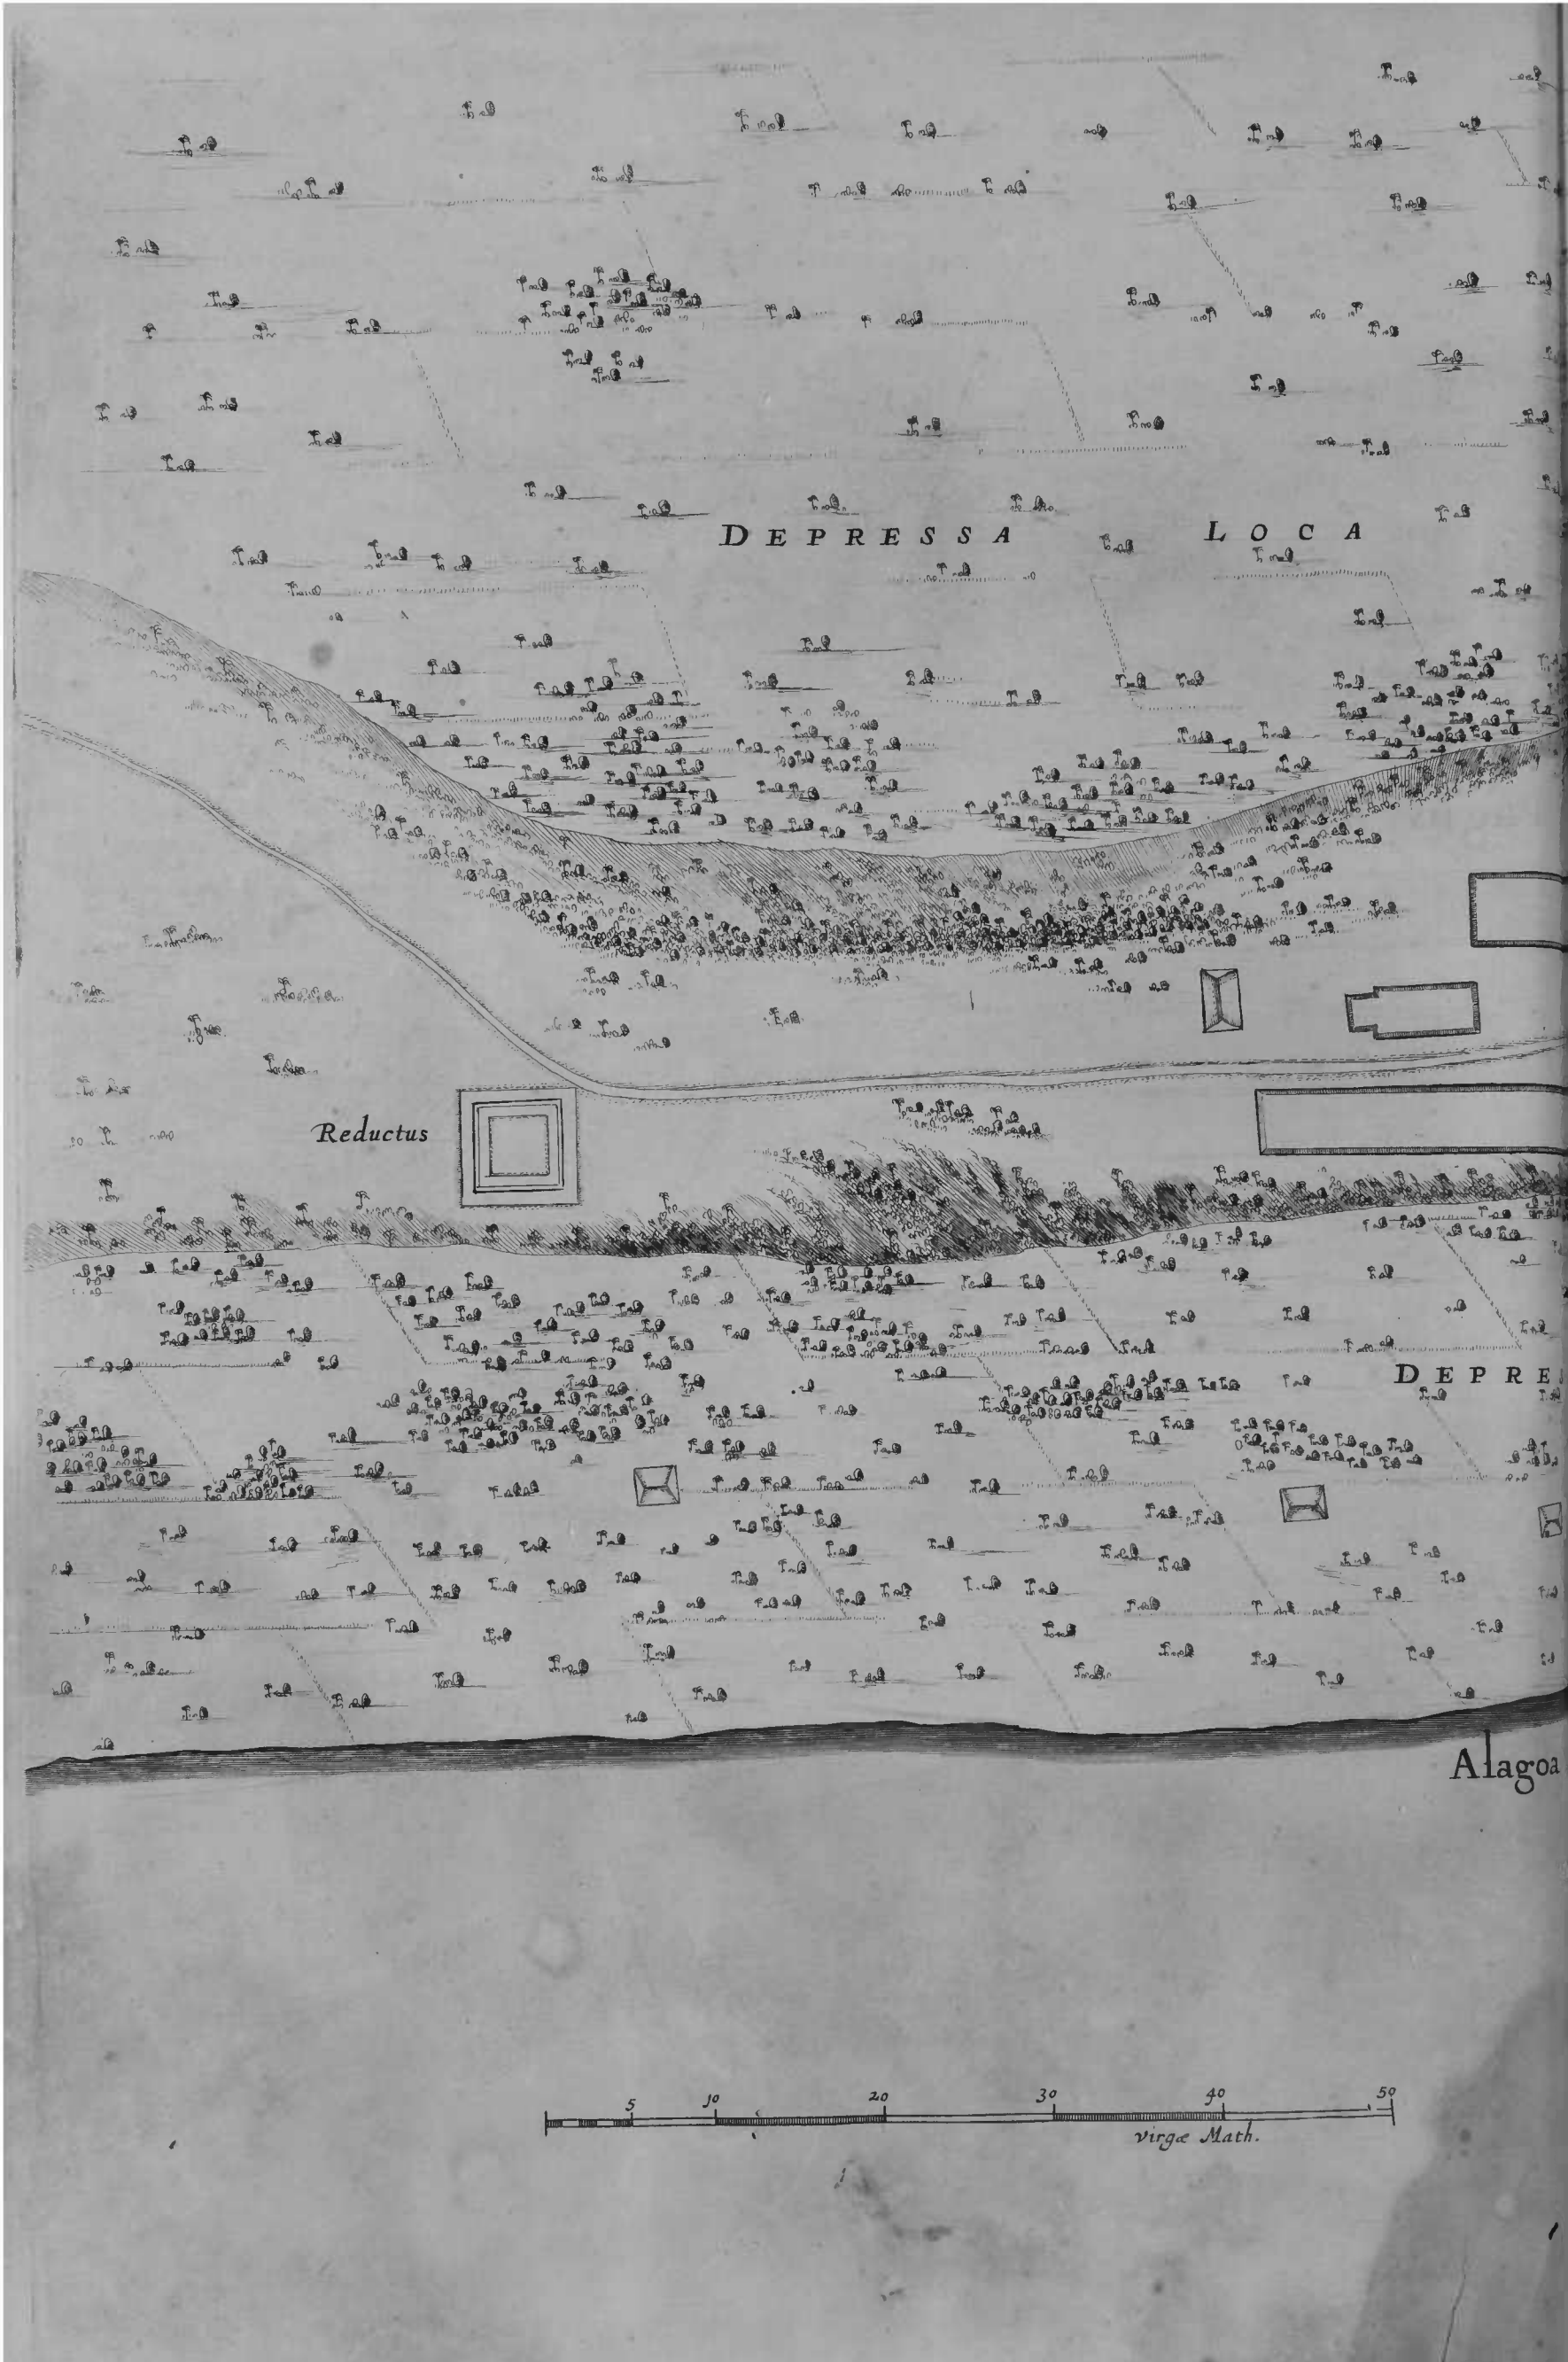 DEPRESSA LOCA
Reductus
DEPRE
Alagoa
5 10 20 30 40 50
virgæ Math.